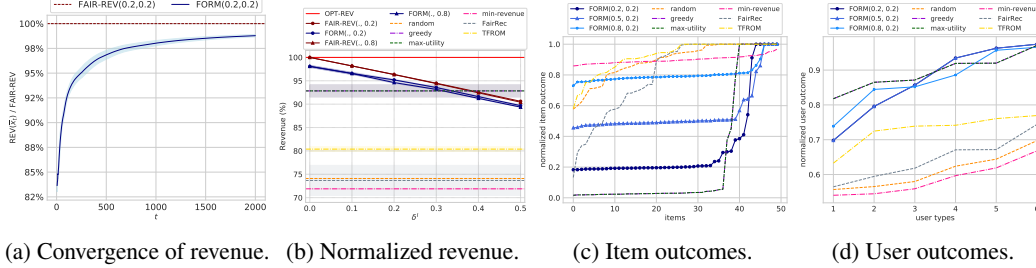 FAIR-REV(0.2,0.2) FORM(0.2,0.2)
100%
98%
95%
92%
90%
88%
85%
82%
0 500 1000 1500 2000
t
OPT-REV FORM(., 0.8) min-revenue
FAIR-REV(., 0.2) random FairRec
FORM(., 0.2) greedy TFROM
FAIR-REV(., 0.8) max-utility
Revenue (%)
100
95
90
85
80
75
70
0.0 0.1 0.2 0.3 0.4 0.5
FORM(0.2, 0.2) random min-revenue
FORM(0.5, 0.2) greedy FairRec
FORM(0.8, 0.2) max-utility TFROM
normalized item outcome
1.0
0.8
0.6
0.4
0.2
0.0
0 10 20 30 40 50
items
FORM(0.2, 0.2) random min-revenue
FORM(0.5, 0.2) greedy FairRec
FORM(0.8, 0.2) max-utility TFROM
normalized user outcome
0.9
0.8
0.7
0.6
1 2 3 4 5 6
user types
(a) Convergence of revenue. (b) Normalized revenue. (c) Item outcomes. (d) User outcomes.